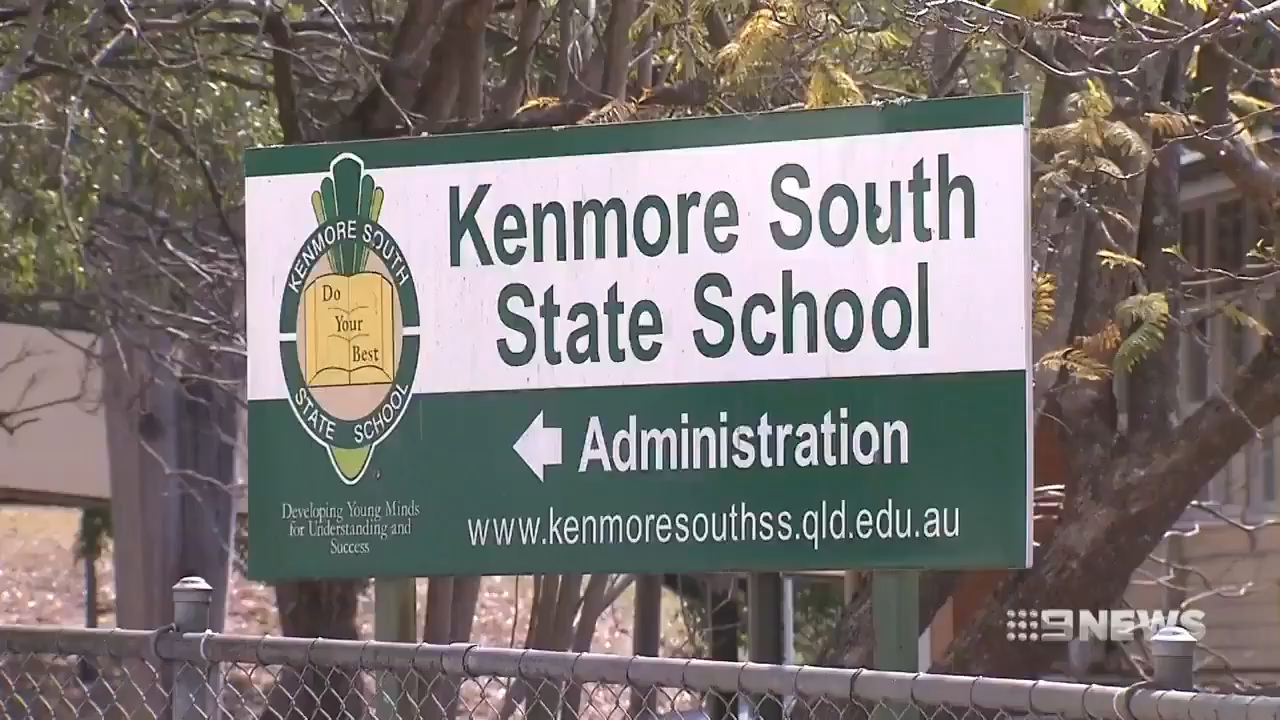 KENMORE SOUTH
Do
Your
Best
STATE SCHOOL
Developing Young Minds
for Understanding and
Success
Kenmore South
State School
Administration
www.kenmoresouthss.qld.edu.au
9NEWS